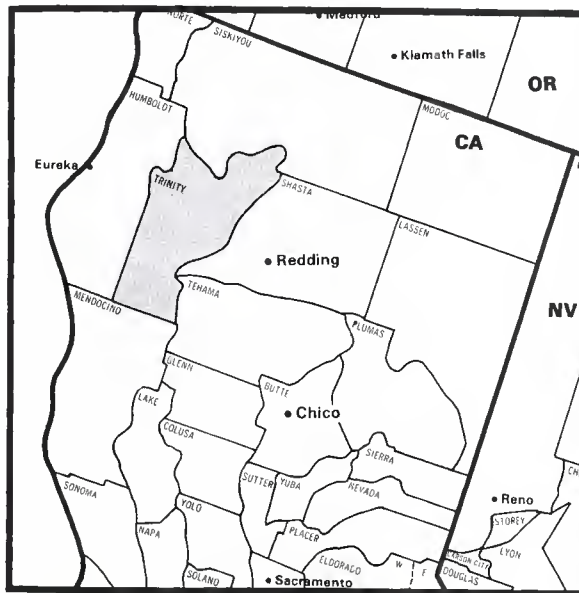 Medford
NORTE
SISKIYOU
Klamath Falls
OR
MODOC
HUMBOLDT
CA
Eureka
TRINITY
SHASTA
LASSEN
Redding
TEHAMA
MENDOCINO
NV
PLUMAS
GLENN
BUTTE
LAKE
Chico
COLUSA
SIERRA
SONOMA
SUTTER
YUBA
NEVADA
Reno
YOLO
STOREY
NAPA
PLACER
LYON
CARSON CITY
ELDORADO
W
F
DOUGLAS
SOLANO
Sacramento